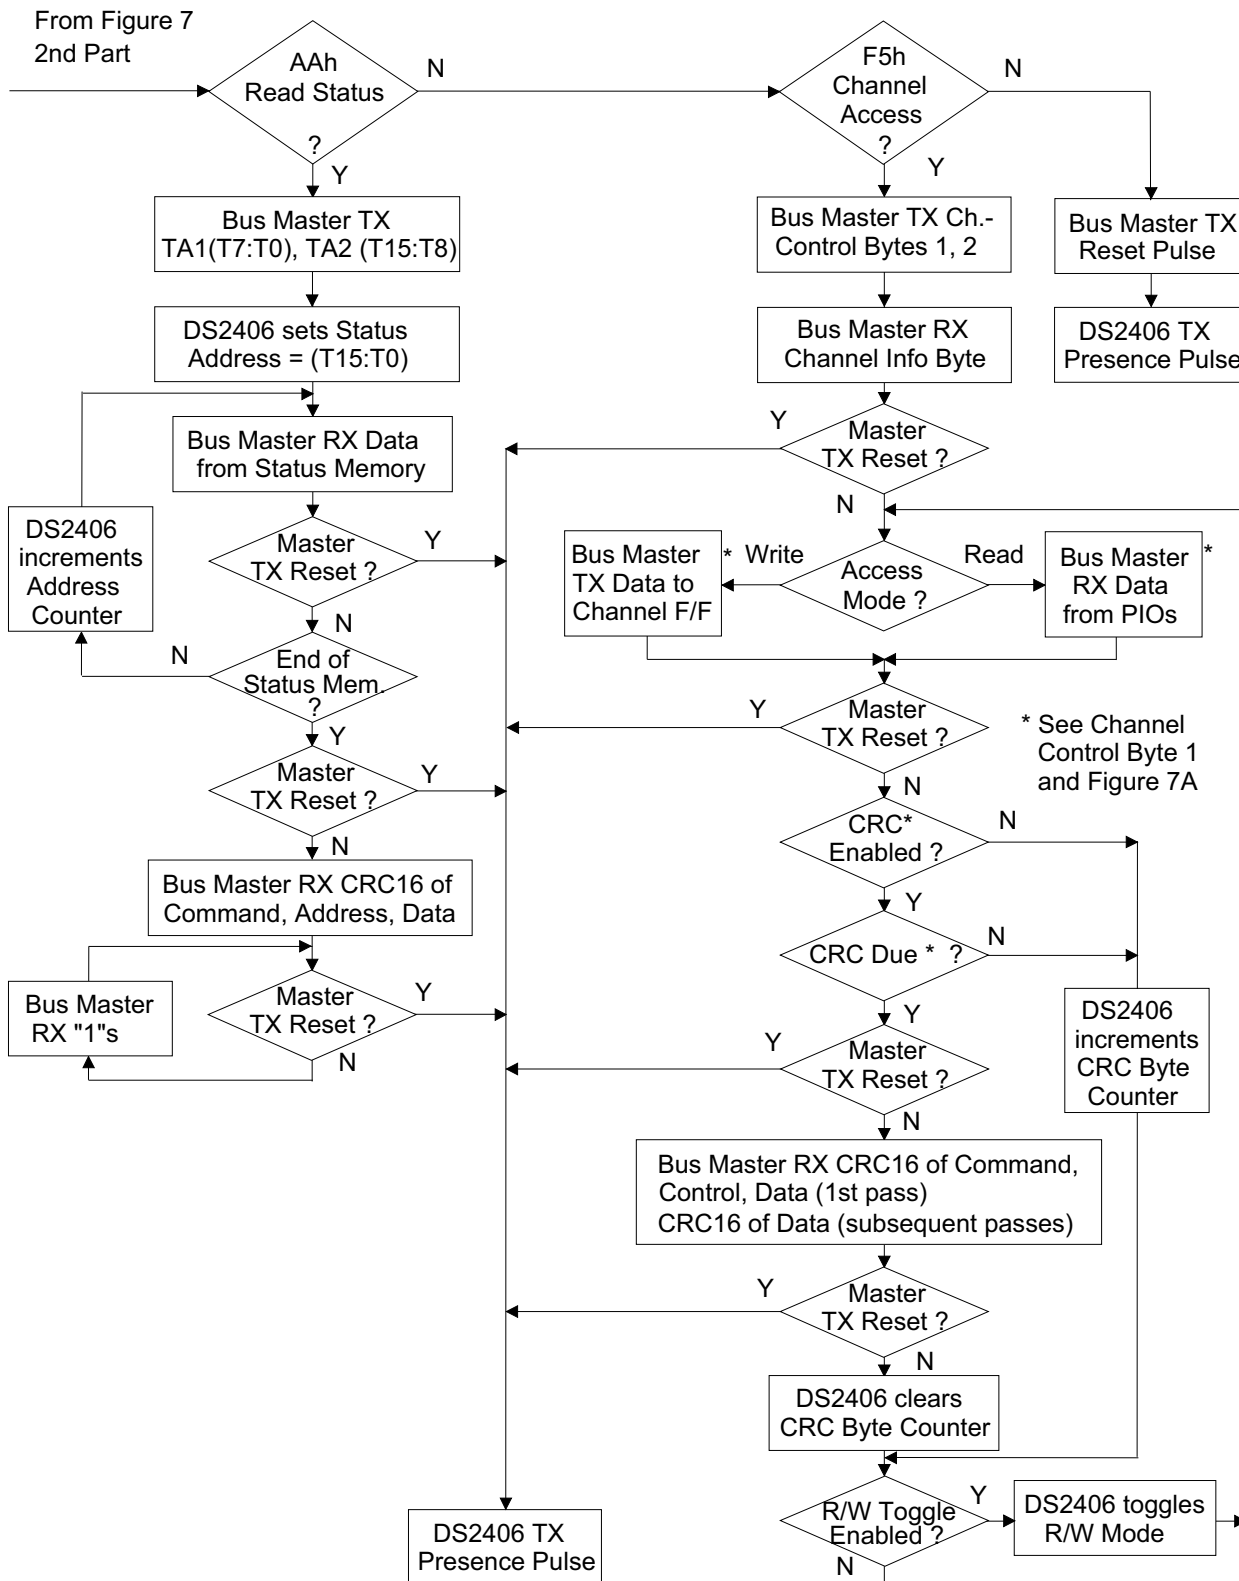 From Figure 7
2nd Part
AAh
Read Status
?
N
Y
F5h
Channel
Access
?
N
Y
Bus Master TX
TA1(T7:T0), TA2 (T15:T8)
Bus Master TX Ch.-
Control Bytes 1, 2
Bus Master TX
Reset Pulse
DS2406 sets Status
Address = (T15:T0)
Bus Master RX
Channel Info Byte
DS2406 TX
Presence Pulse
Bus Master RX Data
from Status Memory
Y
Master
TX Reset ?
N
DS2406
increments
Address
Counter
Master
TX Reset ?
Y
N
Bus Master
TX Data to
Channel F/F
* Write
Access
Mode ?
Read
Bus Master
RX Data
from PIOs
*
N
End of
Status Mem.
?
Y
Y
Master
TX Reset ?
N
* See Channel
Control Byte 1
and Figure 7A
Master
TX Reset ?
Y
N
CRC*
Enabled ?
N
Y
Bus Master RX CRC16 of
Command, Address, Data
CRC Due * ?
N
Y
Bus Master
RX "1"s
Master
TX Reset ?
Y
N
Y
Master
TX Reset ?
N
DS2406
increments
CRC Byte
Counter
Bus Master RX CRC16 of Command,
Control, Data (1st pass)
CRC16 of Data (subsequent passes)
Y
Master
TX Reset ?
N
DS2406 clears
CRC Byte Counter
R/W Toggle
Enabled ?
Y
N
DS2406 toggles
R/W Mode
DS2406 TX
Presence Pulse